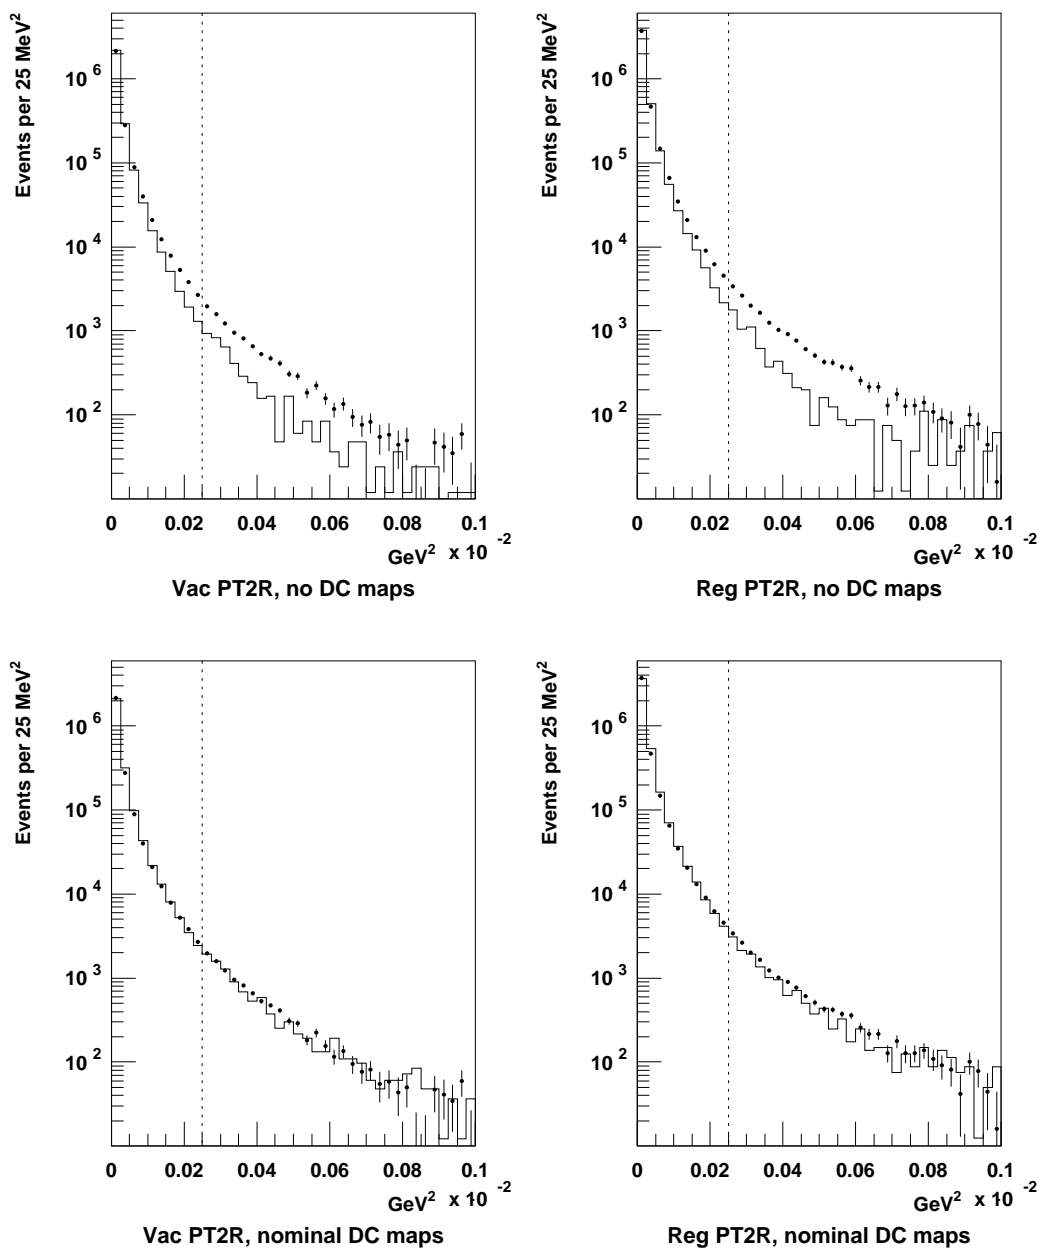 Events per 25 MeV²
10⁶
10⁵
10⁴
10³
10²
0 0.02 0.04 0.06 0.08 0.1
x 10⁻²
GeV²
Vac PT2R, no DC maps
Events per 25 MeV²
10⁶
10⁵
10⁴
10³
10²
0 0.02 0.04 0.06 0.08 0.1
x 10⁻²
GeV²
Reg PT2R, no DC maps
Events per 25 MeV²
10⁶
10⁵
10⁴
10³
10²
0 0.02 0.04 0.06 0.08 0.1
x 10⁻²
GeV²
Vac PT2R, nominal DC maps
Events per 25 MeV²
10⁶
10⁵
10⁴
10³
10²
0 0.02 0.04 0.06 0.08 0.1
x 10⁻²
GeV²
Reg PT2R, nominal DC maps